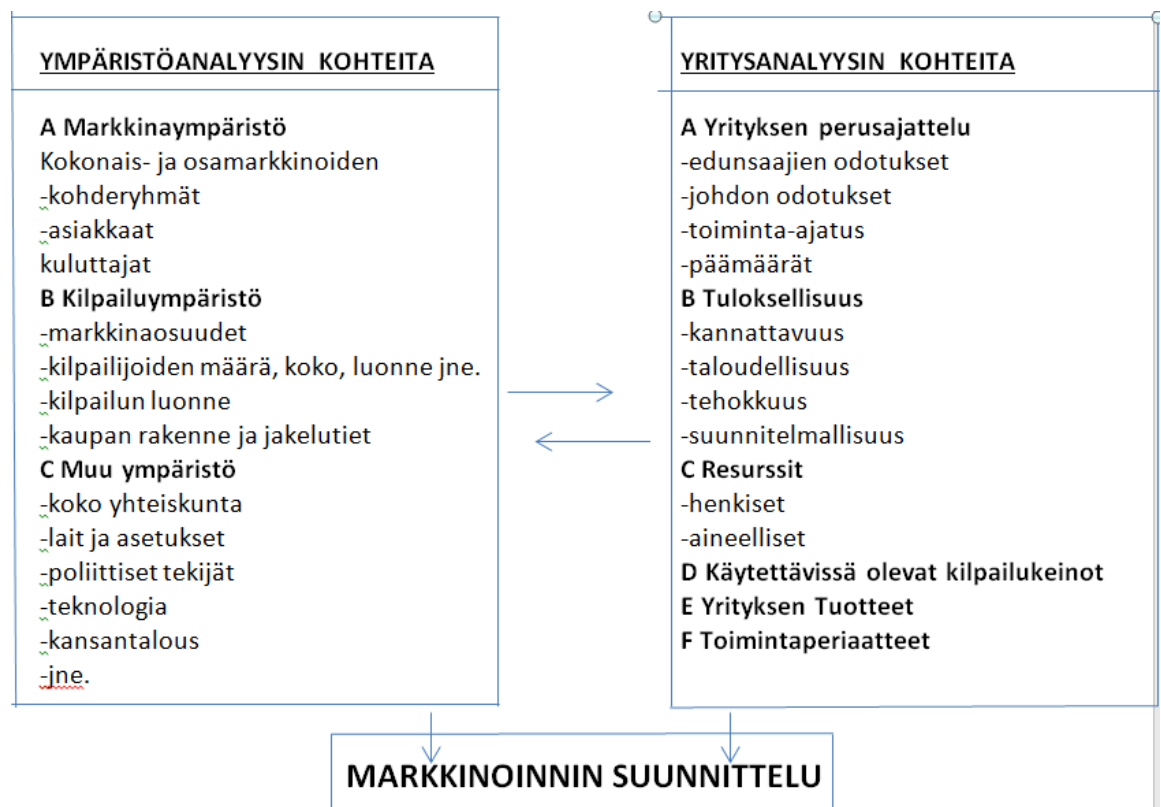 YMPÄRISTÖANALYYSIN KOHTEITA
A Markkinaympäristö
Kokonais- ja osamarkkinoiden
-kohderyhmät
-asiakkaat
kuluttajat
B Kilpailuympäristö
-markkinaosuudet
-kilpailijoiden määrä, koko, luonne jne.
-kilpailun luonne
-kaupan rakenne ja jakelutiet
C Muu ympäristö
-koko yhteiskunta
-lait ja asetukset
-poliittiset tekijät
-teknologia
-kansantalous
-jne.
YRITYSANALYYSIN KOHTEITA
A Yrityksen perusajattelu
-edunsaajien odotukset
-johdon odotukset
-toiminta-ajatus
-päämäärät
B Tuloksellisuus
-kannattavuus
-taloudellisuus
-tehokkuus
-suunnitelmallisuus
C Resurssit
-henkiset
-aineelliset
D Käytettävissä olevat kilpailukeinot
E Yrityksen Tuotteet
F Toimintaperiaatteet
MARKKINOINNIN SUUNNITTELU